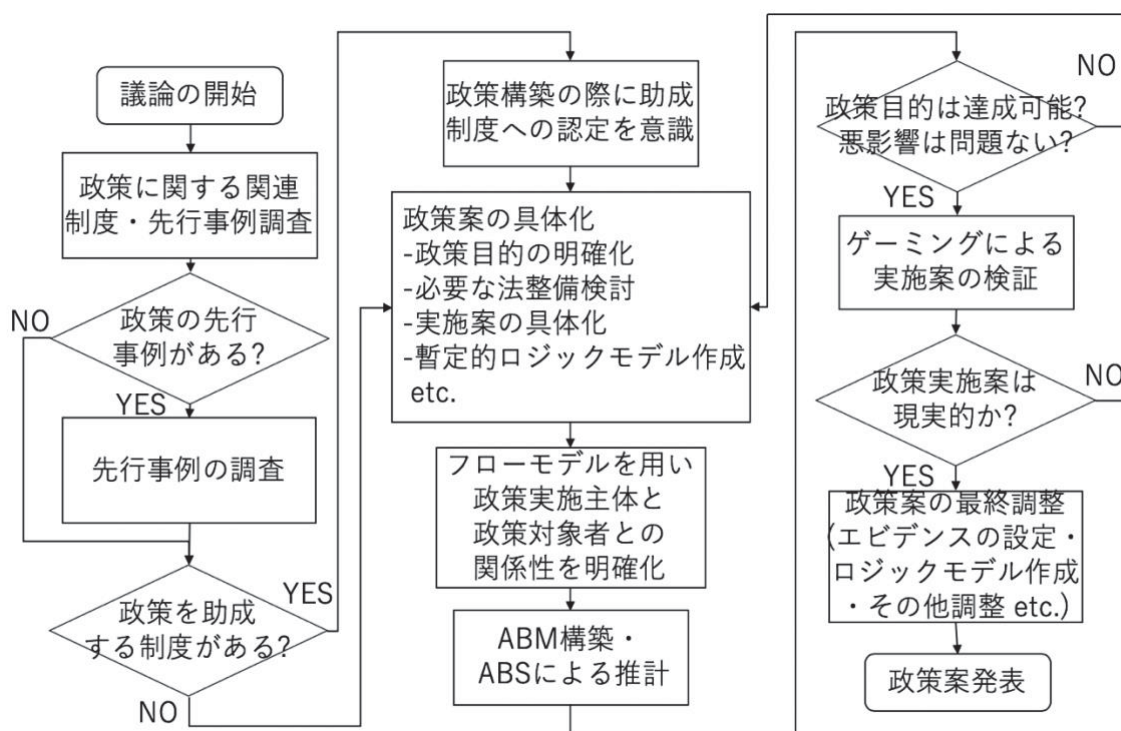 議論の開始
政策に関する関連
制度・先行事例調査
NO
政策の先行
事例がある?
YES
先行事例の調査
政策を助成
する制度がある?
YES
NO
政策構築の際に助成
制度への認定を意識
政策案の具体化
-政策目的の明確化
-必要な法整備検討
-実施案の具体化
-暫定的ロジックモデル作成
etc.
フローモデルを用い
政策実施主体と
政策対象者との
関係性を明確化
ABM構築・
ABSによる推計
NO
政策目的は達成可能?
悪影響は問題ない?
YES
ゲーミングによる
実施案の検証
政策実施案は
現実的か?
NO
YES
政策案の最終調整
(エビデンスの設定・
ロジックモデル作成
・その他調整 etc.)
政策案発表